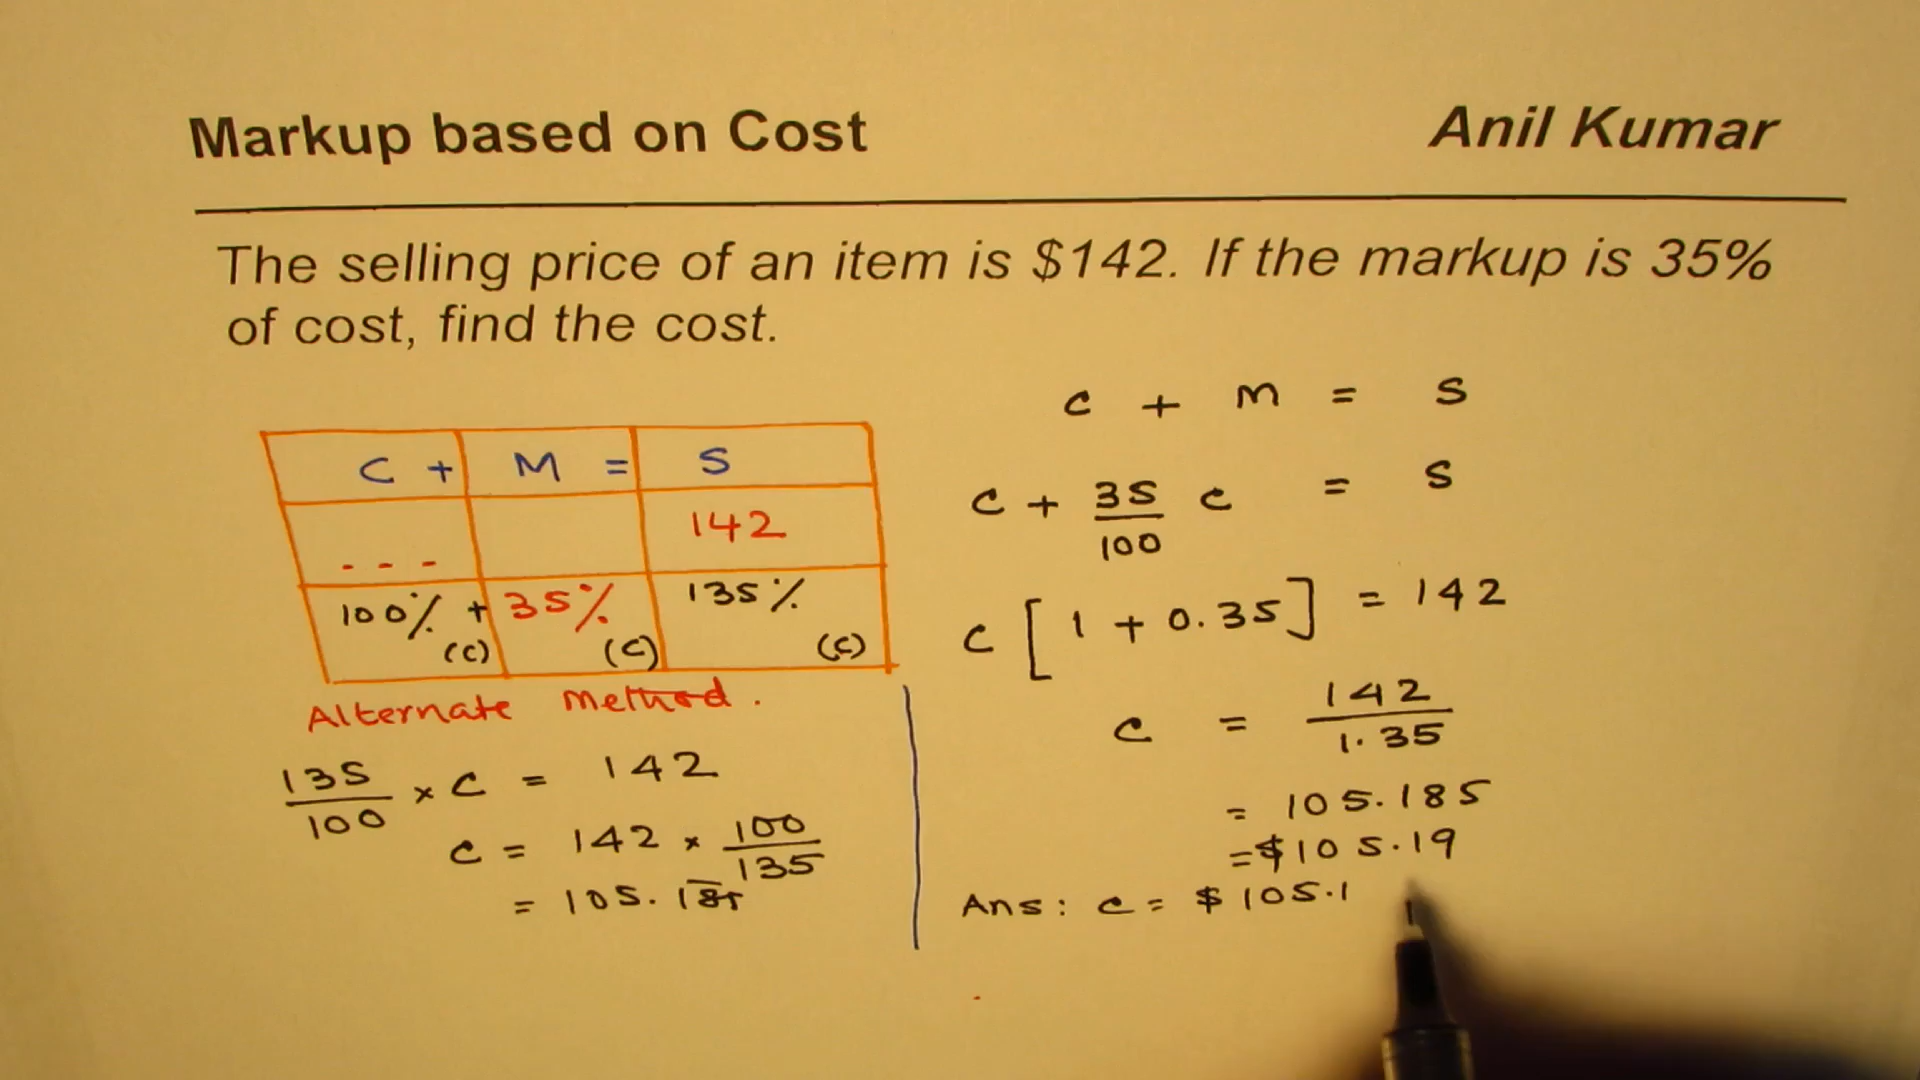 Markup based on Cost
Anil Kumar
The selling price of an item is $142. If the markup is 35%
of cost, find the cost.
C + M = S
142
- - -
100% + 35% 135%
(C) (C) (C)
Alternate Method.
135/100 × C = 142
C = 142 × 100/135
= 105.185
C + M = S
C + 35/100 C = S
C [1 + 0.35] = 142
C = 142/1.35
= 105.185
= $105.19
Ans: C = $105.1